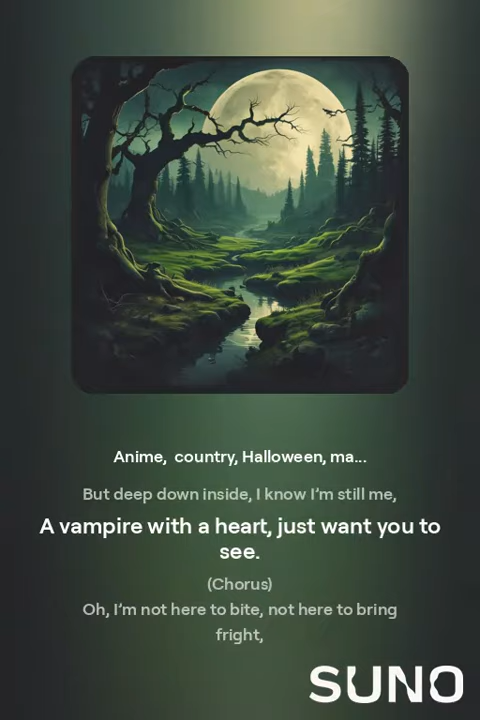 Anime,  country, Halloween, ma...
But deep down inside, I know I'm still me,
A vampire with a heart, just want you to
see.
(Chorus)
Oh, I'm not here to bite, not here to bring
fright,
SUNO